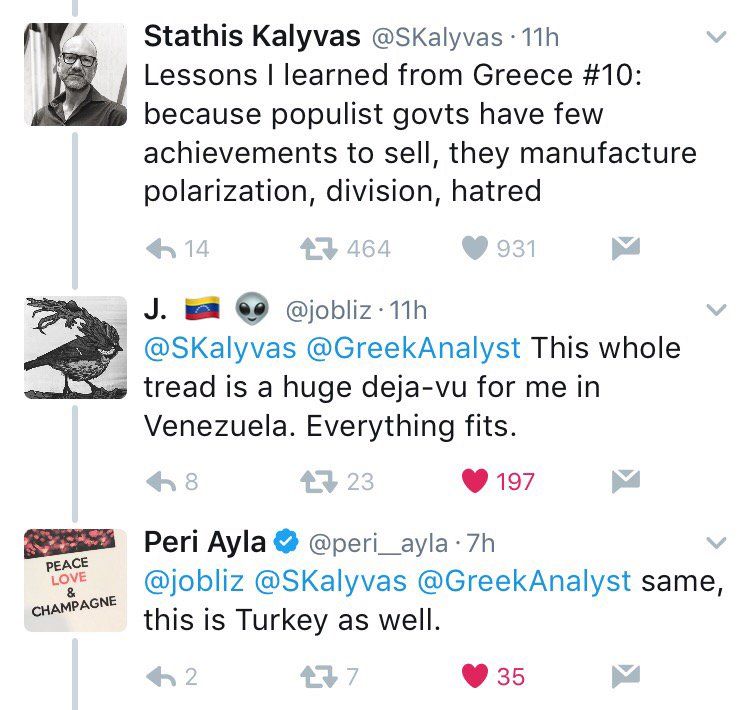 Stathis Kalyvas @SKalyvas · 11h
Lessons I learned from Greece #10:
because populist govts have few
achievements to sell, they manufacture
polarization, division, hatred
14 464 931
J. 🇻🇪 👽 @jobliz · 11h
@SKalyvas @GreekAnalyst This whole
tread is a huge deja-vu for me in
Venezuela. Everything fits.
8 23 197
Peri Ayla @peri__ayla · 7h
PEACE
LOVE
&
CHAMPAGNE
@jobliz @SKalyvas @GreekAnalyst same,
this is Turkey as well.
2 7 35